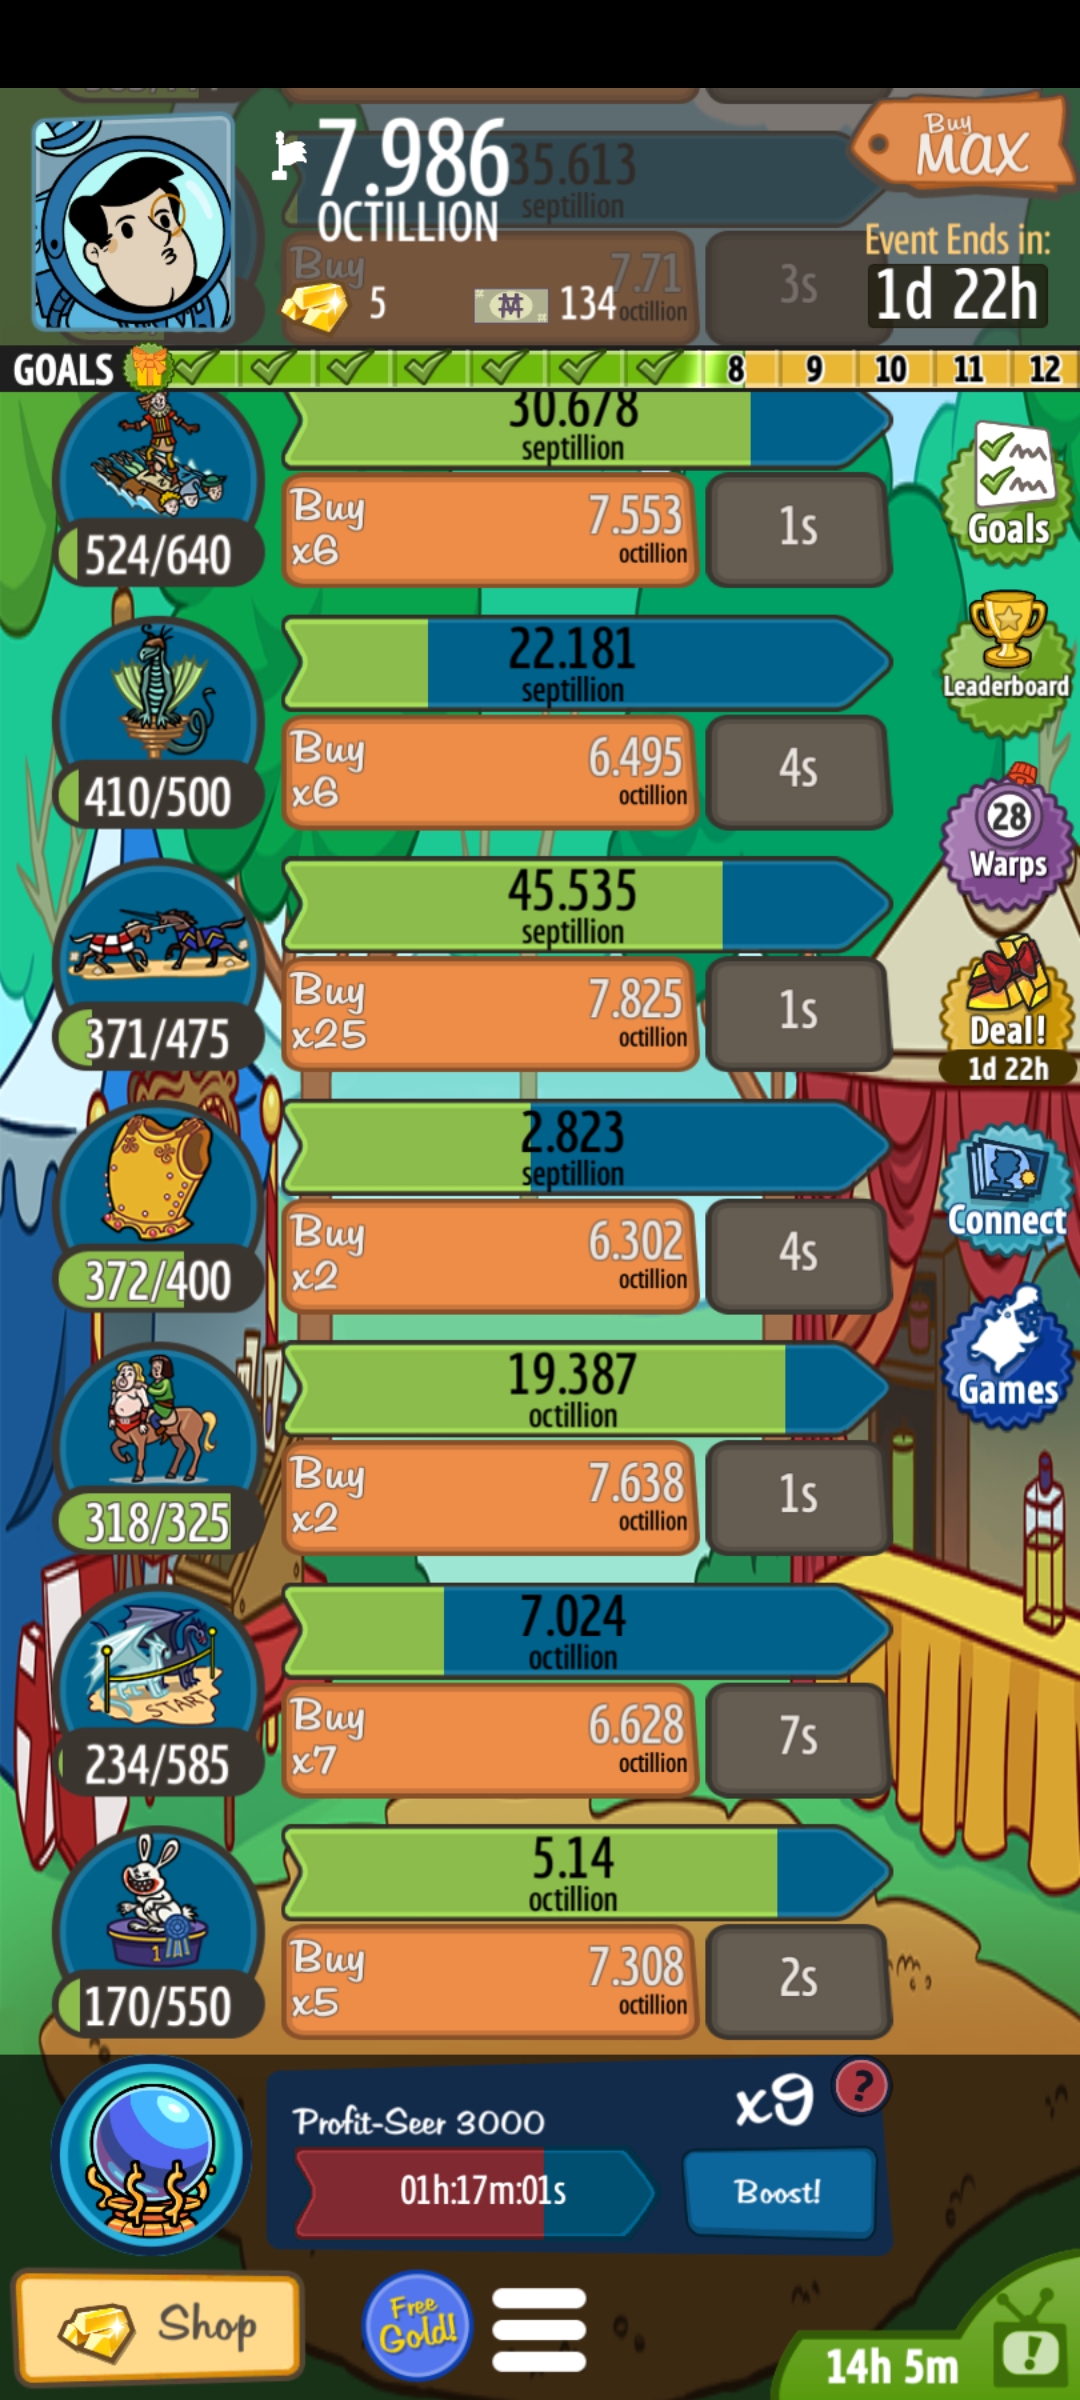 7.986
OCTILLION
35.613
septillion
Buy
MAX
Event Ends in:
1d 22h
Buy
7.71
octillion
3s
5
134
GOALS
8
9
10
11
12
30.678
septillion
524/640
Buy
x6
7.553
octillion
1s
Goals
22.181
septillion
410/500
Buy
x6
6.495
octillion
4s
Leaderboard
28
Warps
45.535
septillion
371/475
Buy
x25
7.825
octillion
1s
Deal!
1d 22h
2.823
septillion
372/400
Buy
x2
6.302
octillion
4s
Connect
19.387
octillion
318/325
Buy
x2
7.638
octillion
1s
Games
7.024
octillion
START
234/585
Buy
x7
6.628
octillion
7s
5.14
octillion
1
170/550
Buy
x5
7.308
octillion
2s
Profit-Seer 3000
x9
?
01h:17m:01s
Boost!
Shop
Free
Gold!
14h 5m
!